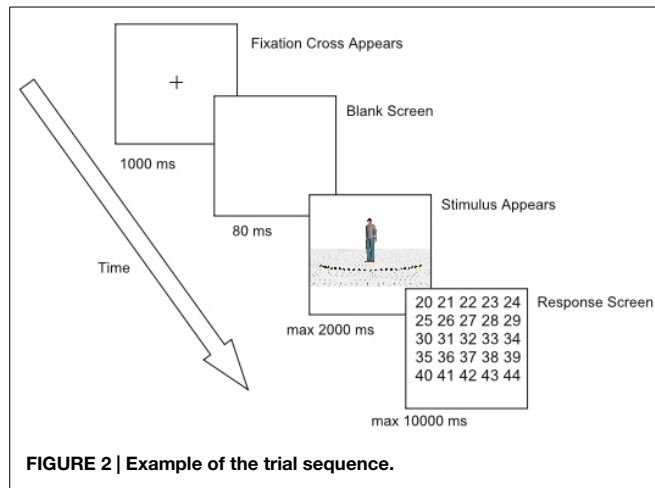 Fixation Cross Appears
1000 ms
Blank Screen
80 ms
Stimulus Appears
max 2000 ms
Time
Response Screen
20 21 22 23 24
25 26 27 28 29
30 31 32 33 34
35 36 37 38 39
40 41 42 43 44
max 10000 ms
FIGURE 2 | Example of the trial sequence.